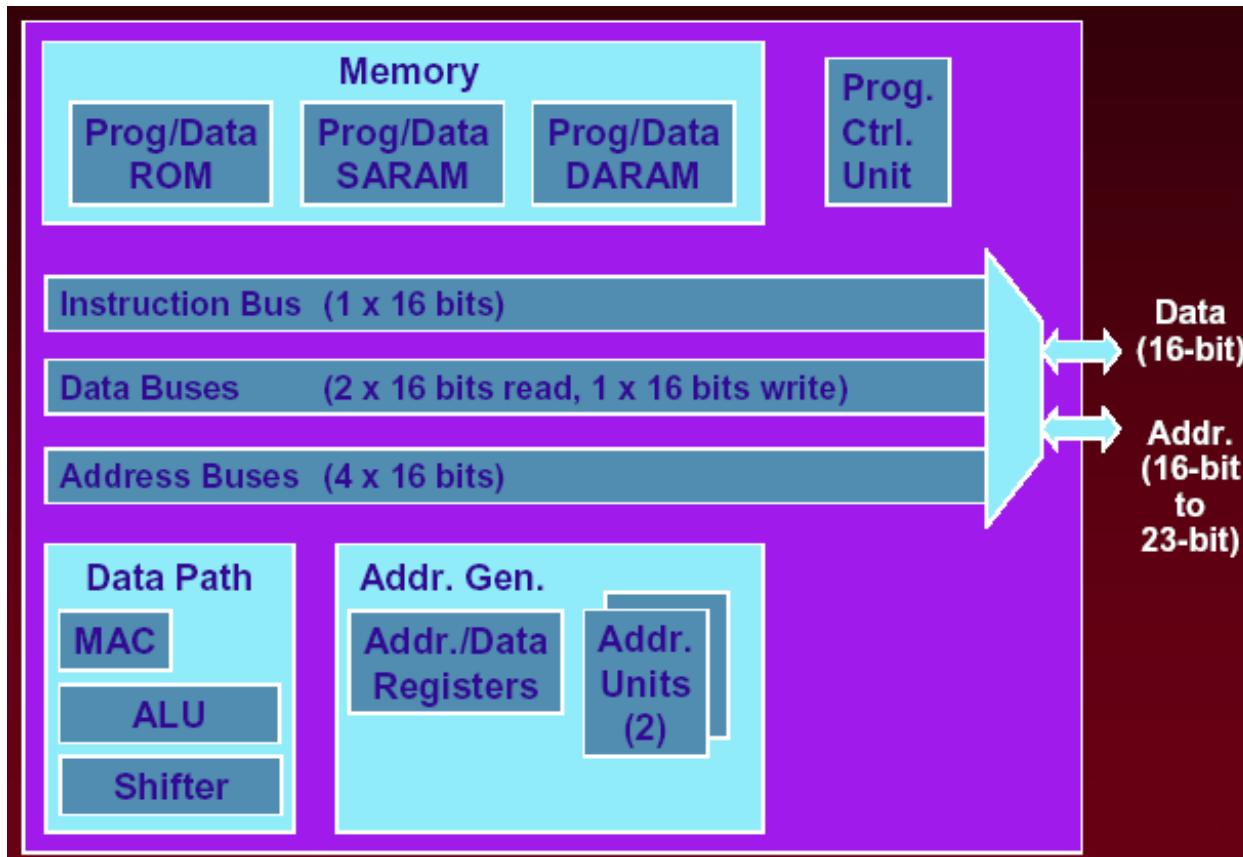 Memory
Prog/Data
ROM
Prog/Data
SARAM
Prog/Data
DARAM
Prog.
Ctrl.
Unit
Instruction Bus (1 x 16 bits)
Data Buses (2 x 16 bits read, 1 x 16 bits write)
Address Buses (4 x 16 bits)
Data
(16-bit)
Addr.
(16-bit
to
23-bit)
Data Path
MAC
ALU
Shifter
Addr. Gen.
Addr./Data
Registers
Addr.
Units
(2)